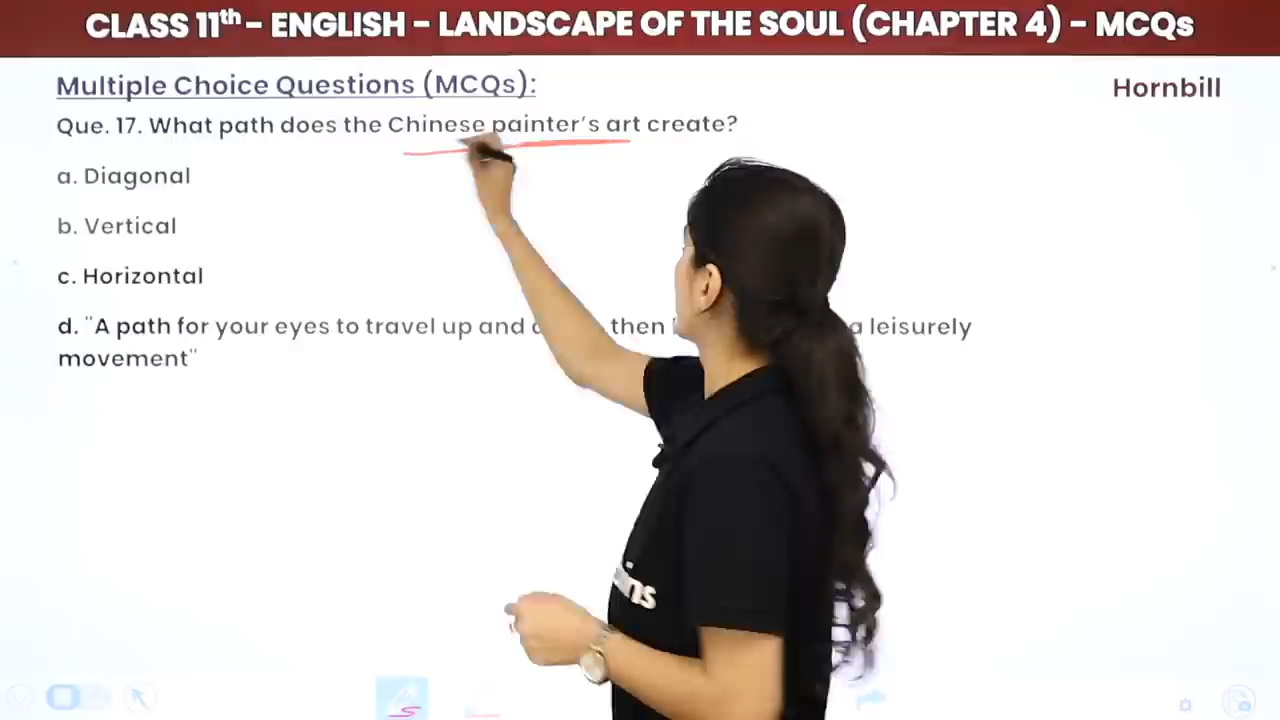 CLASS 11th - ENGLISH - LANDSCAPE OF THE SOUL (CHAPTER 4) - MCQs
Multiple Choice Questions (MCQs):
Hornbill
Que. 17. What path does the Chinese painter's art create?
a. Diagonal
b. Vertical
c. Horizontal
d. "A path for your eyes to travel up and then a leisurely
movement"